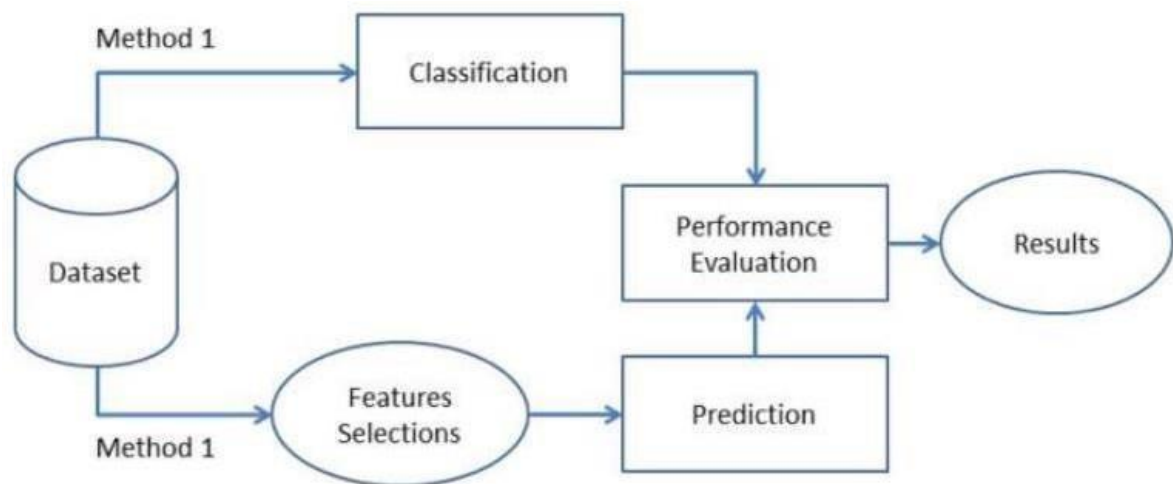 Method 1
Classification
Dataset
Performance
Evaluation
Results
Features
Selections
Prediction
Method 1